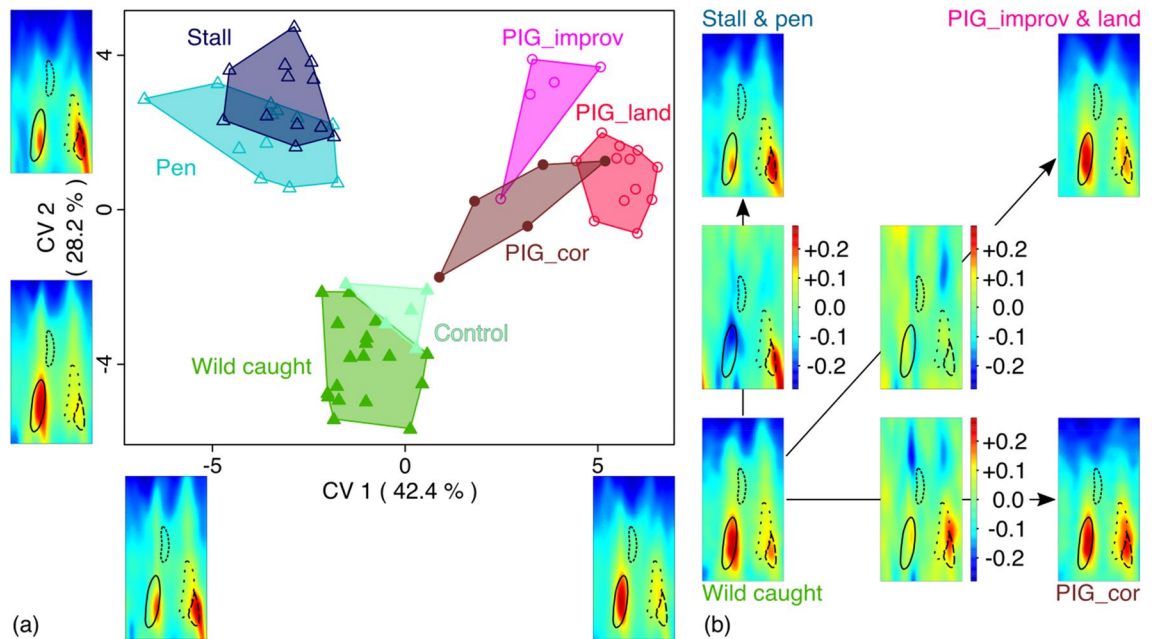 Stall
PIG_improv
PIG_land
Pen
PIG_cor
Control
Wild caught
4
0
-4
CV 2
( 28.2 % )
-5
0
5
CV 1 ( 42.4 % )
(a)
Stall & pen
PIG_improv & land
+0.2
+0.1
0.0
-0.1
-0.2
+0.2
+0.1
0.0
-0.1
-0.2
+0.2
+0.1
0.0
-0.1
-0.2
Wild caught
PIG_cor
(b)